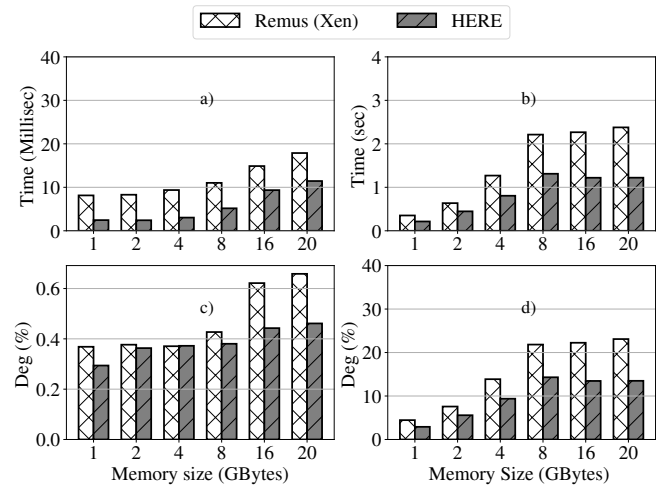 Remus (Xen) HERE
Time (Millisec)
40
30
20
10
0
a)
1 2 4 8 16 20
Time (sec)
4
3
2
1
0
b)
1 2 4 8 16 20
Deg (%)
0.6
0.4
0.2
0.0
c)
1 2 4 8 16 20
Memory size (GBytes)
Deg (%)
40
30
20
10
0
d)
1 2 4 8 16 20
Memory Size (GBytes)